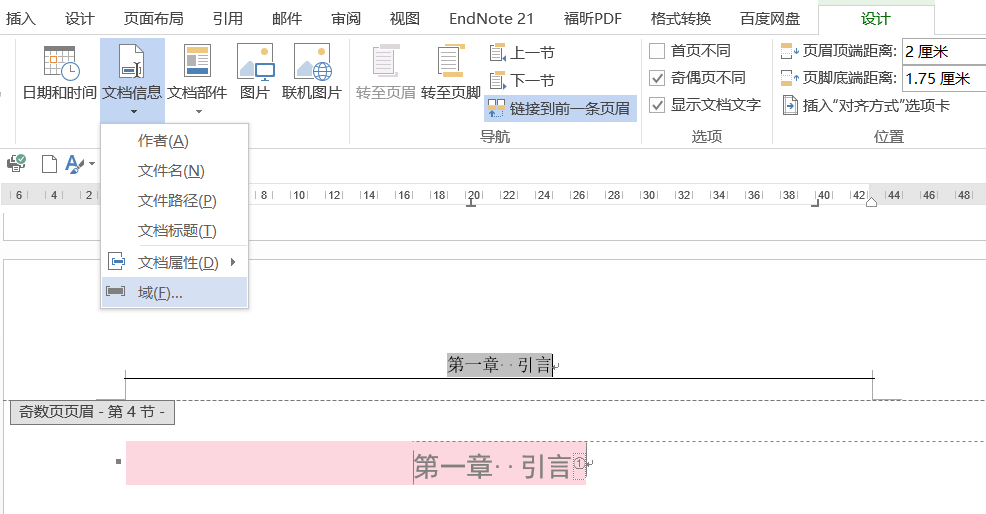 插入 设计 页面布局 引用 邮件 审阅 视图 EndNote 21 福昕PDF 格式转换 百度网盘 设计
日期和时间 文档信息 文档部件 图片 联机图片 转至页眉 转至页脚
上一节
下一节
链接到前一条页眉
导航
首页不同
奇偶页不同
显示文档文字
选项
页眉顶端距离: 2 厘米
页脚底端距离: 1.75 厘米
插入“对齐方式”选项卡
位置
作者(A)
文件名(N)
文件路径(P)
文档标题(T)
文档属性(D)
域(F)...
6 4 2 8 10 12 14 16 18 20 22 24 26 28 30 32 34 36 38 40 42 44 46 48
第一章·· 引言
奇数页页眉 - 第 4 节 -
第一章·· 引言①